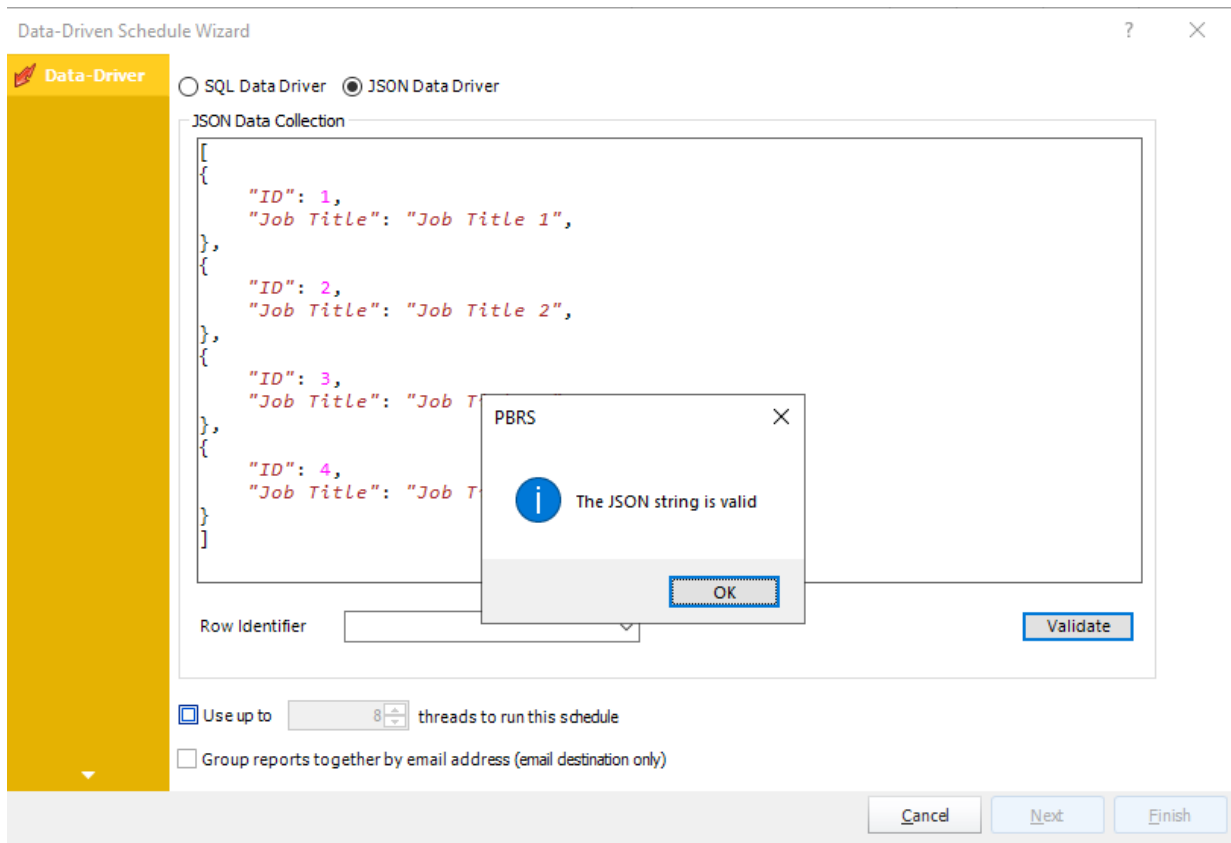 Data-Driven Schedule Wizard
?
Data-Driver
SQL Data Driver
JSON Data Driver
JSON Data Collection
[
{
"ID": 1,
"Job Title": "Job Title 1",
},
{
"ID": 2,
"Job Title": "Job Title 2",
},
{
"ID": 3,
"Job Title": "Job
},
{
"ID": 4,
"Job Title": "Job
}
]
PBRS
The JSON string is valid
OK
Row Identifier
Validate
Use up to 8 threads to run this schedule
Group reports together by email address (email destination only)
Cancel
Next
Finish